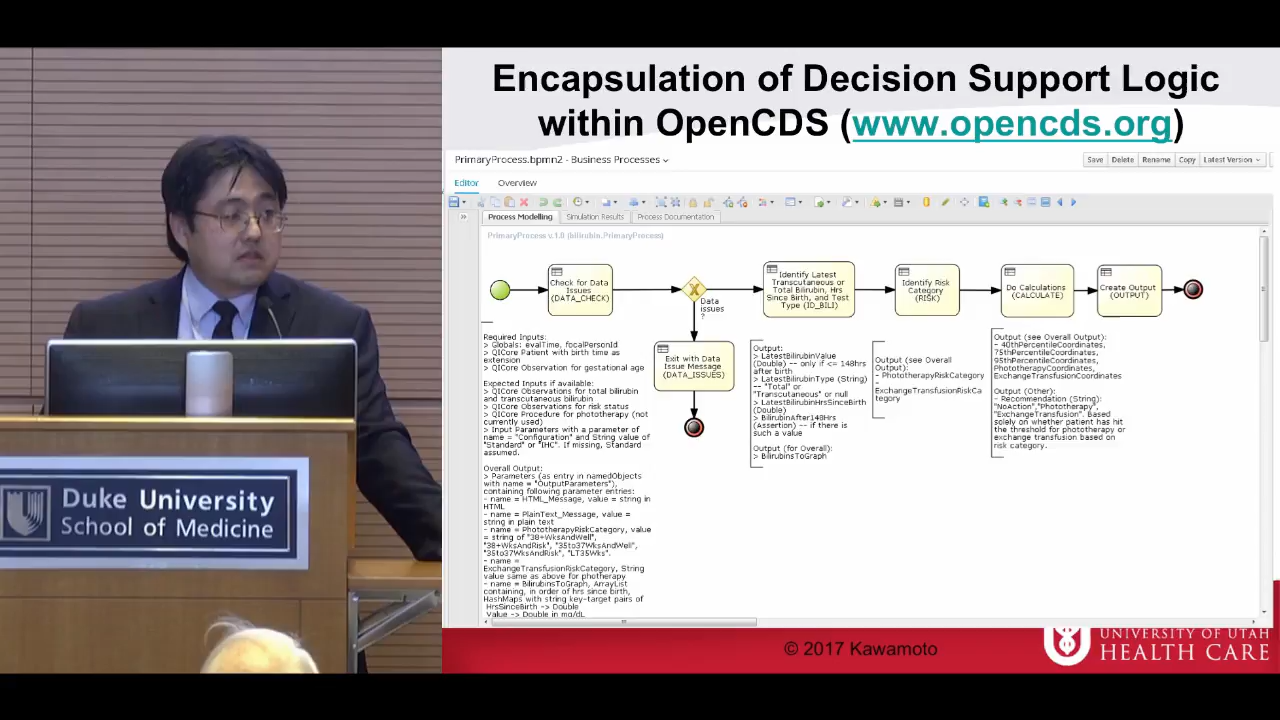 Encapsulation of Decision Support Logic
within OpenCDS (www.opencds.org)
PrimaryProcess.bpmn2 - Business Processes
Save Delete Rename Copy Latest Version
Editor Overview
Process Modelling Simulation Results Process Documentation
PrimaryProcess v.1.0 (bilirubin.PrimaryProcess)
Check for Data
Issues
(DATA_CHECK)
Data
issues
?
Identify Latest
Transcutaneous or
Total Bilirubin, Hrs
Since Birth, and Test
Type (ID_BILI)
Identify Risk
Category
(RISK)
Do Calculations
(CALCULATE)
Create Output
(OUTPUT)
Exit with Data
Issue Message
(DATA_ISSUES)
Required Inputs:
> Globals: evalTime, focalPersonId
> QICore Patient with birth time as
extension
> QICore Observation for gestational age
Expected Inputs if available:
> QICore Observations for total bilirubin
and transcutaneous bilirubin
> QICore Observations for risk status
> QICore Procedure for phototherapy (not
currently used)
> Input Parameters with a parameter of
name = "Configuration" and String value of
"Standard" or "IHC". If missing, Standard
assumed.
Overall Output:
> Parameters (as entry in namedObjects
with name = "OutputParameters"),
containing following parameter entries:
- name = HTML_Message, value = string in
HTML
- name = PlainText_Message, value =
string in plain text
- name = PhototherapyRiskCategory, value
= string of "38+WksAndWell",
"38+WksAndRisk", "35to37WksAndWell",
"35to37WksAndRisk", "LT35Wks".
- name =
ExchangeTransfusionRiskCategory, String
value same as above for photherapy
- name = BilirubinsToGraph, ArrayList
containing, in order of hrs since birth,
HashMaps with string key-target pairs of
HrsSinceBirth -> Double
Value -> Double in mg/dL
Output:
> LatestBilirubinValue
(Double) -- only if <= 148hrs
after birth
> LatestBilirubinType (String)
-- "Total" or
"Transcutaneous" or null
> LatestBilirubinHrsSinceBirth
(Double)
> BilirubinAfter148Hrs
(Assertion) -- if there is
such a value
Output (for Overall):
> BilirubinsToGraph
Output (see Overall
Output):
- PhototherapyRiskCategory
-
ExchangeTransfusionRiskCa
tegory
Output (see Overall Output):
- 40thPercentileCoordinates,
75thPercentileCoordinates,
95thPercentileCoordinates,
PhototherapyCoordinates,
ExchangeTransfusionCoordinates
Output (Other):
- Recommendation (String):
"NoAction","Phototherapy",
"ExchangeTransfusion". Based
solely on whether patient has hit
the threshold for phototherapy or
exchange transfusion based on
risk category.
Duke University
School of Medicine
© 2017 Kawamoto
UNIVERSITY OF UTAH
HEALTH CARE